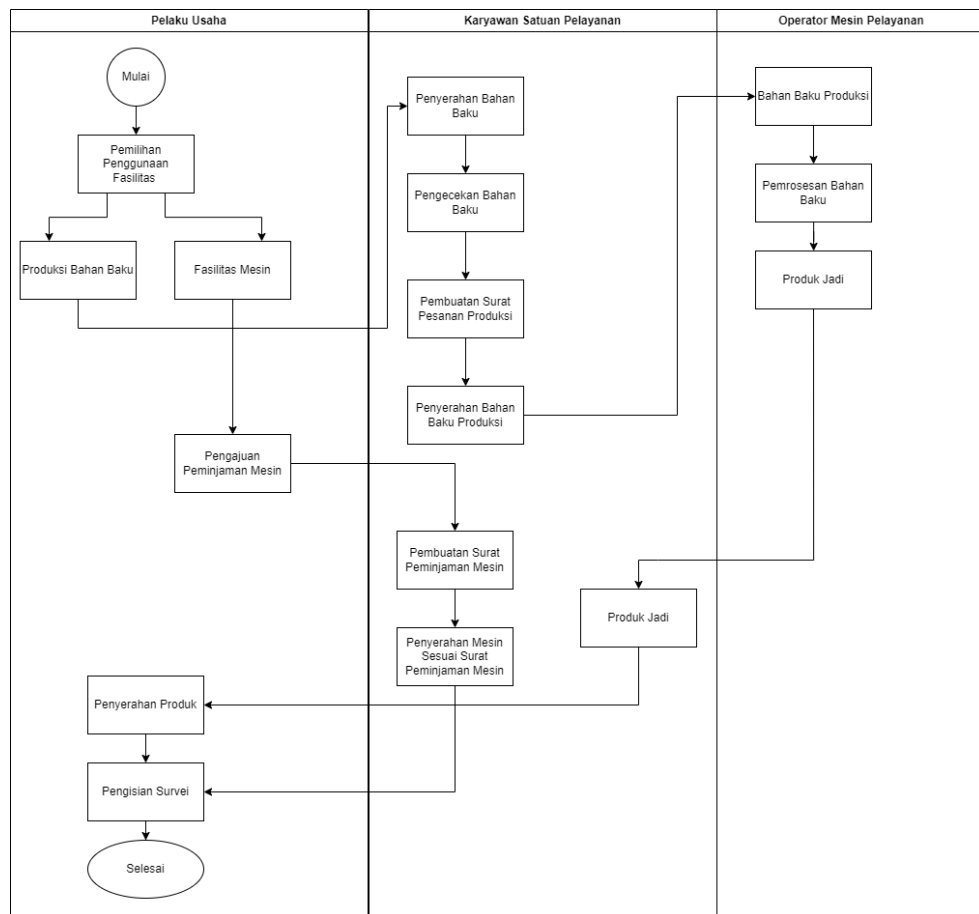 Pelaku Usaha
Karyawan Satuan Pelayanan
Operator Mesin Pelayanan
Mulai
Pemilihan
Penggunaan
Fasilitas
Produksi Bahan Baku
Fasilitas Mesin
Pengajuan
Peminjaman Mesin
Penyerahan Produk
Pengisian Survei
Selesai
Penyerahan Bahan
Baku
Pengecekan Bahan
Baku
Pembuatan Surat
Pesanan Produksi
Penyerahan Bahan
Baku Produksi
Pembuatan Surat
Peminjaman Mesin
Penyerahan Mesin
Sesuai Surat
Peminjaman Mesin
Produk Jadi
Bahan Baku Produksi
Pemrosesan Bahan
Baku
Produk Jadi